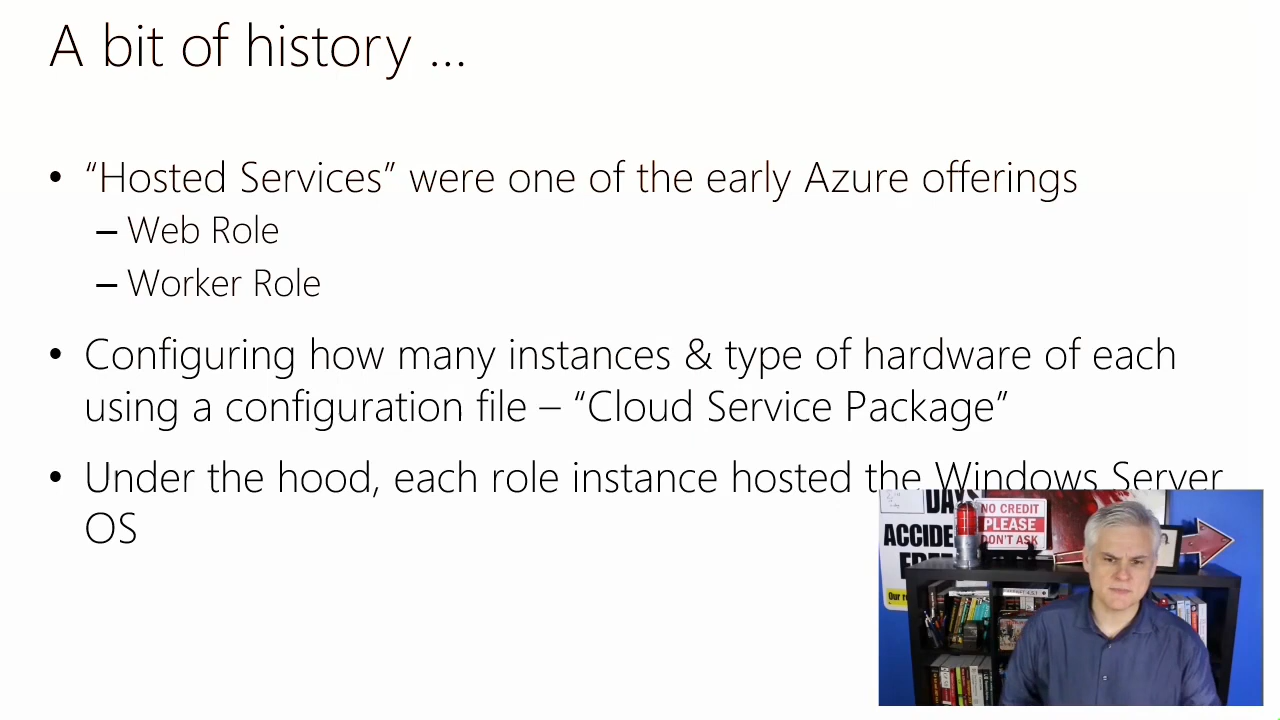 A bit of history ...
• “Hosted Services” were one of the early Azure offerings
– Web Role
– Worker Role
• Configuring how many instances & type of hardware of each
using a configuration file – “Cloud Service Package”
• Under the hood, each role instance hosted the Windows Server
OS
NO CREDIT
PLEASE
DON'T ASK